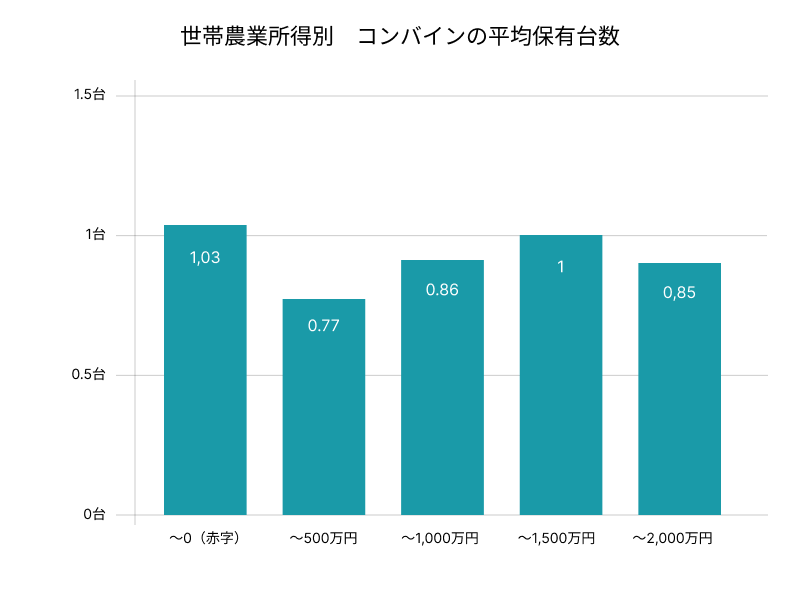 世帯農業所得別　コンバインの平均保有台数
1.5台
1台
0.5台
0台
1,03
0.77
0.86
1
0,85
～0（赤字）
～500万円
～1,000万円
～1,500万円
～2,000万円